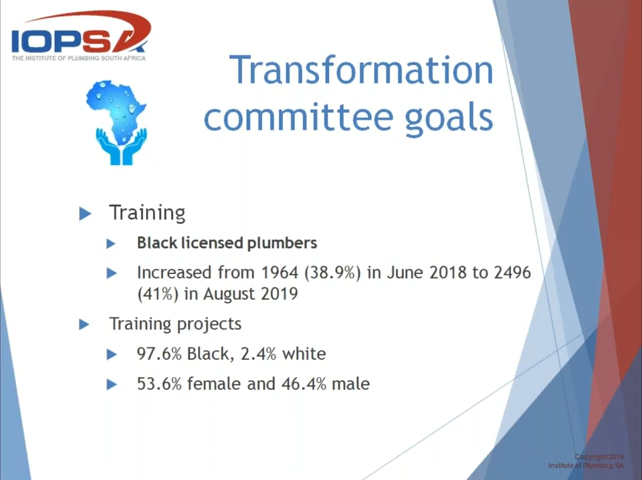 IOPSA
THE INSTITUTE OF PLUMBING SOUTH AFRICA
Transformation
committee goals
Training
Black licensed plumbers
Increased from 1964 (38.9%) in June 2018 to 2496
(41%) in August 2019
Training projects
97.6% Black, 2.4% white
53.6% female and 46.4% male
Institute of Plumbing SA